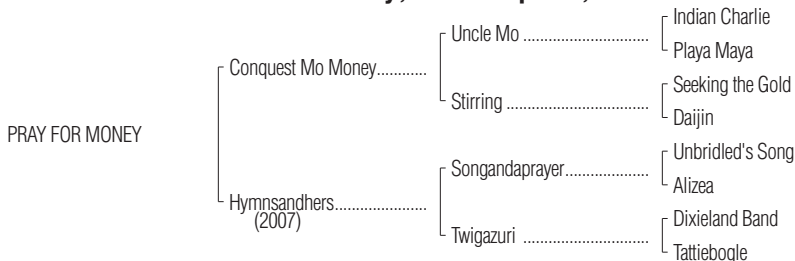 Indian Charlie
Uncle Mo
Playa Maya
Conquest Mo Money............
Seeking the Gold
Stirring ....................................
Daijin
PRAY FOR MONEY
Unbridled's Song
Songandaprayer.....................
Alizea
Hymnsandhers.......................
(2007)
Dixieland Band
Twigazuri ................................
Tattiebogle